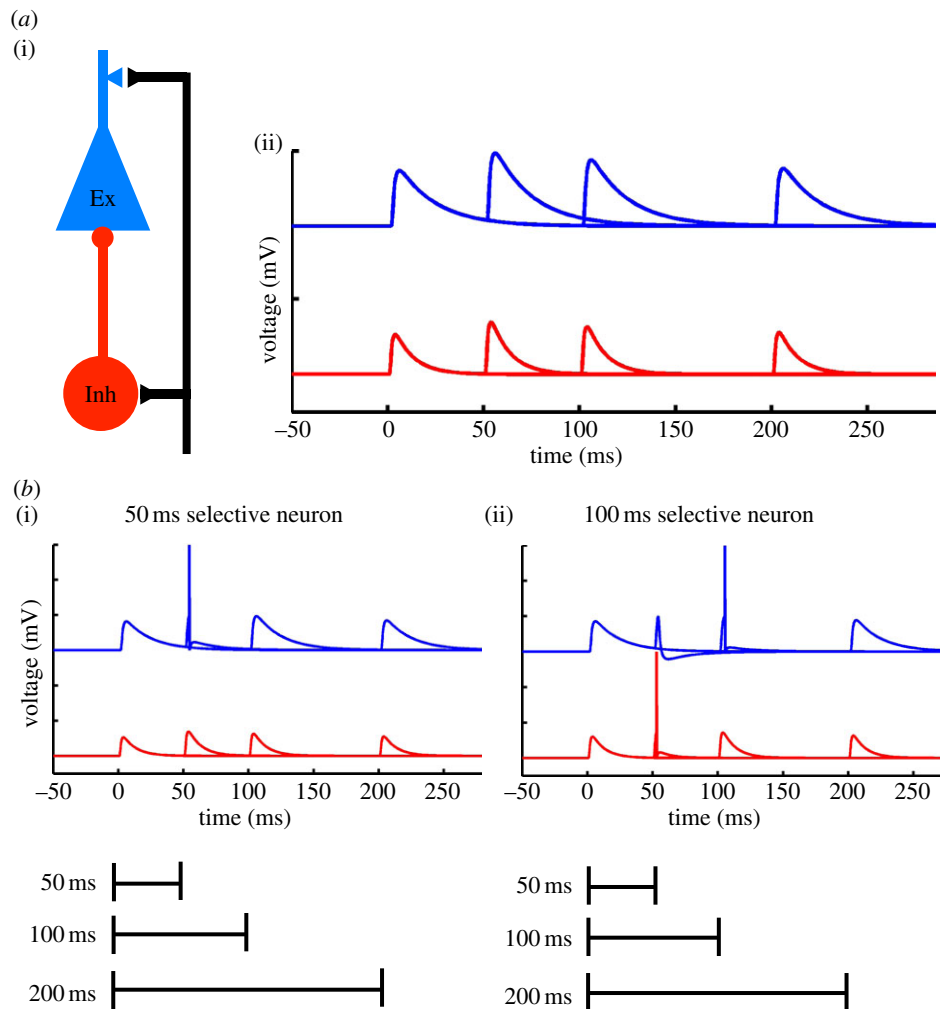 (a)
(i)
Ex
Inh
(ii)
voltage (mV)
–50 0 50 100 150 200 250
time (ms)
(b)
(i) 50 ms selective neuron
voltage (mV)
–50 0 50 100 150 200 250
time (ms)
50 ms
100 ms
200 ms
(ii) 100 ms selective neuron
–50 0 50 100 150 200 250
time (ms)
50 ms
100 ms
200 ms